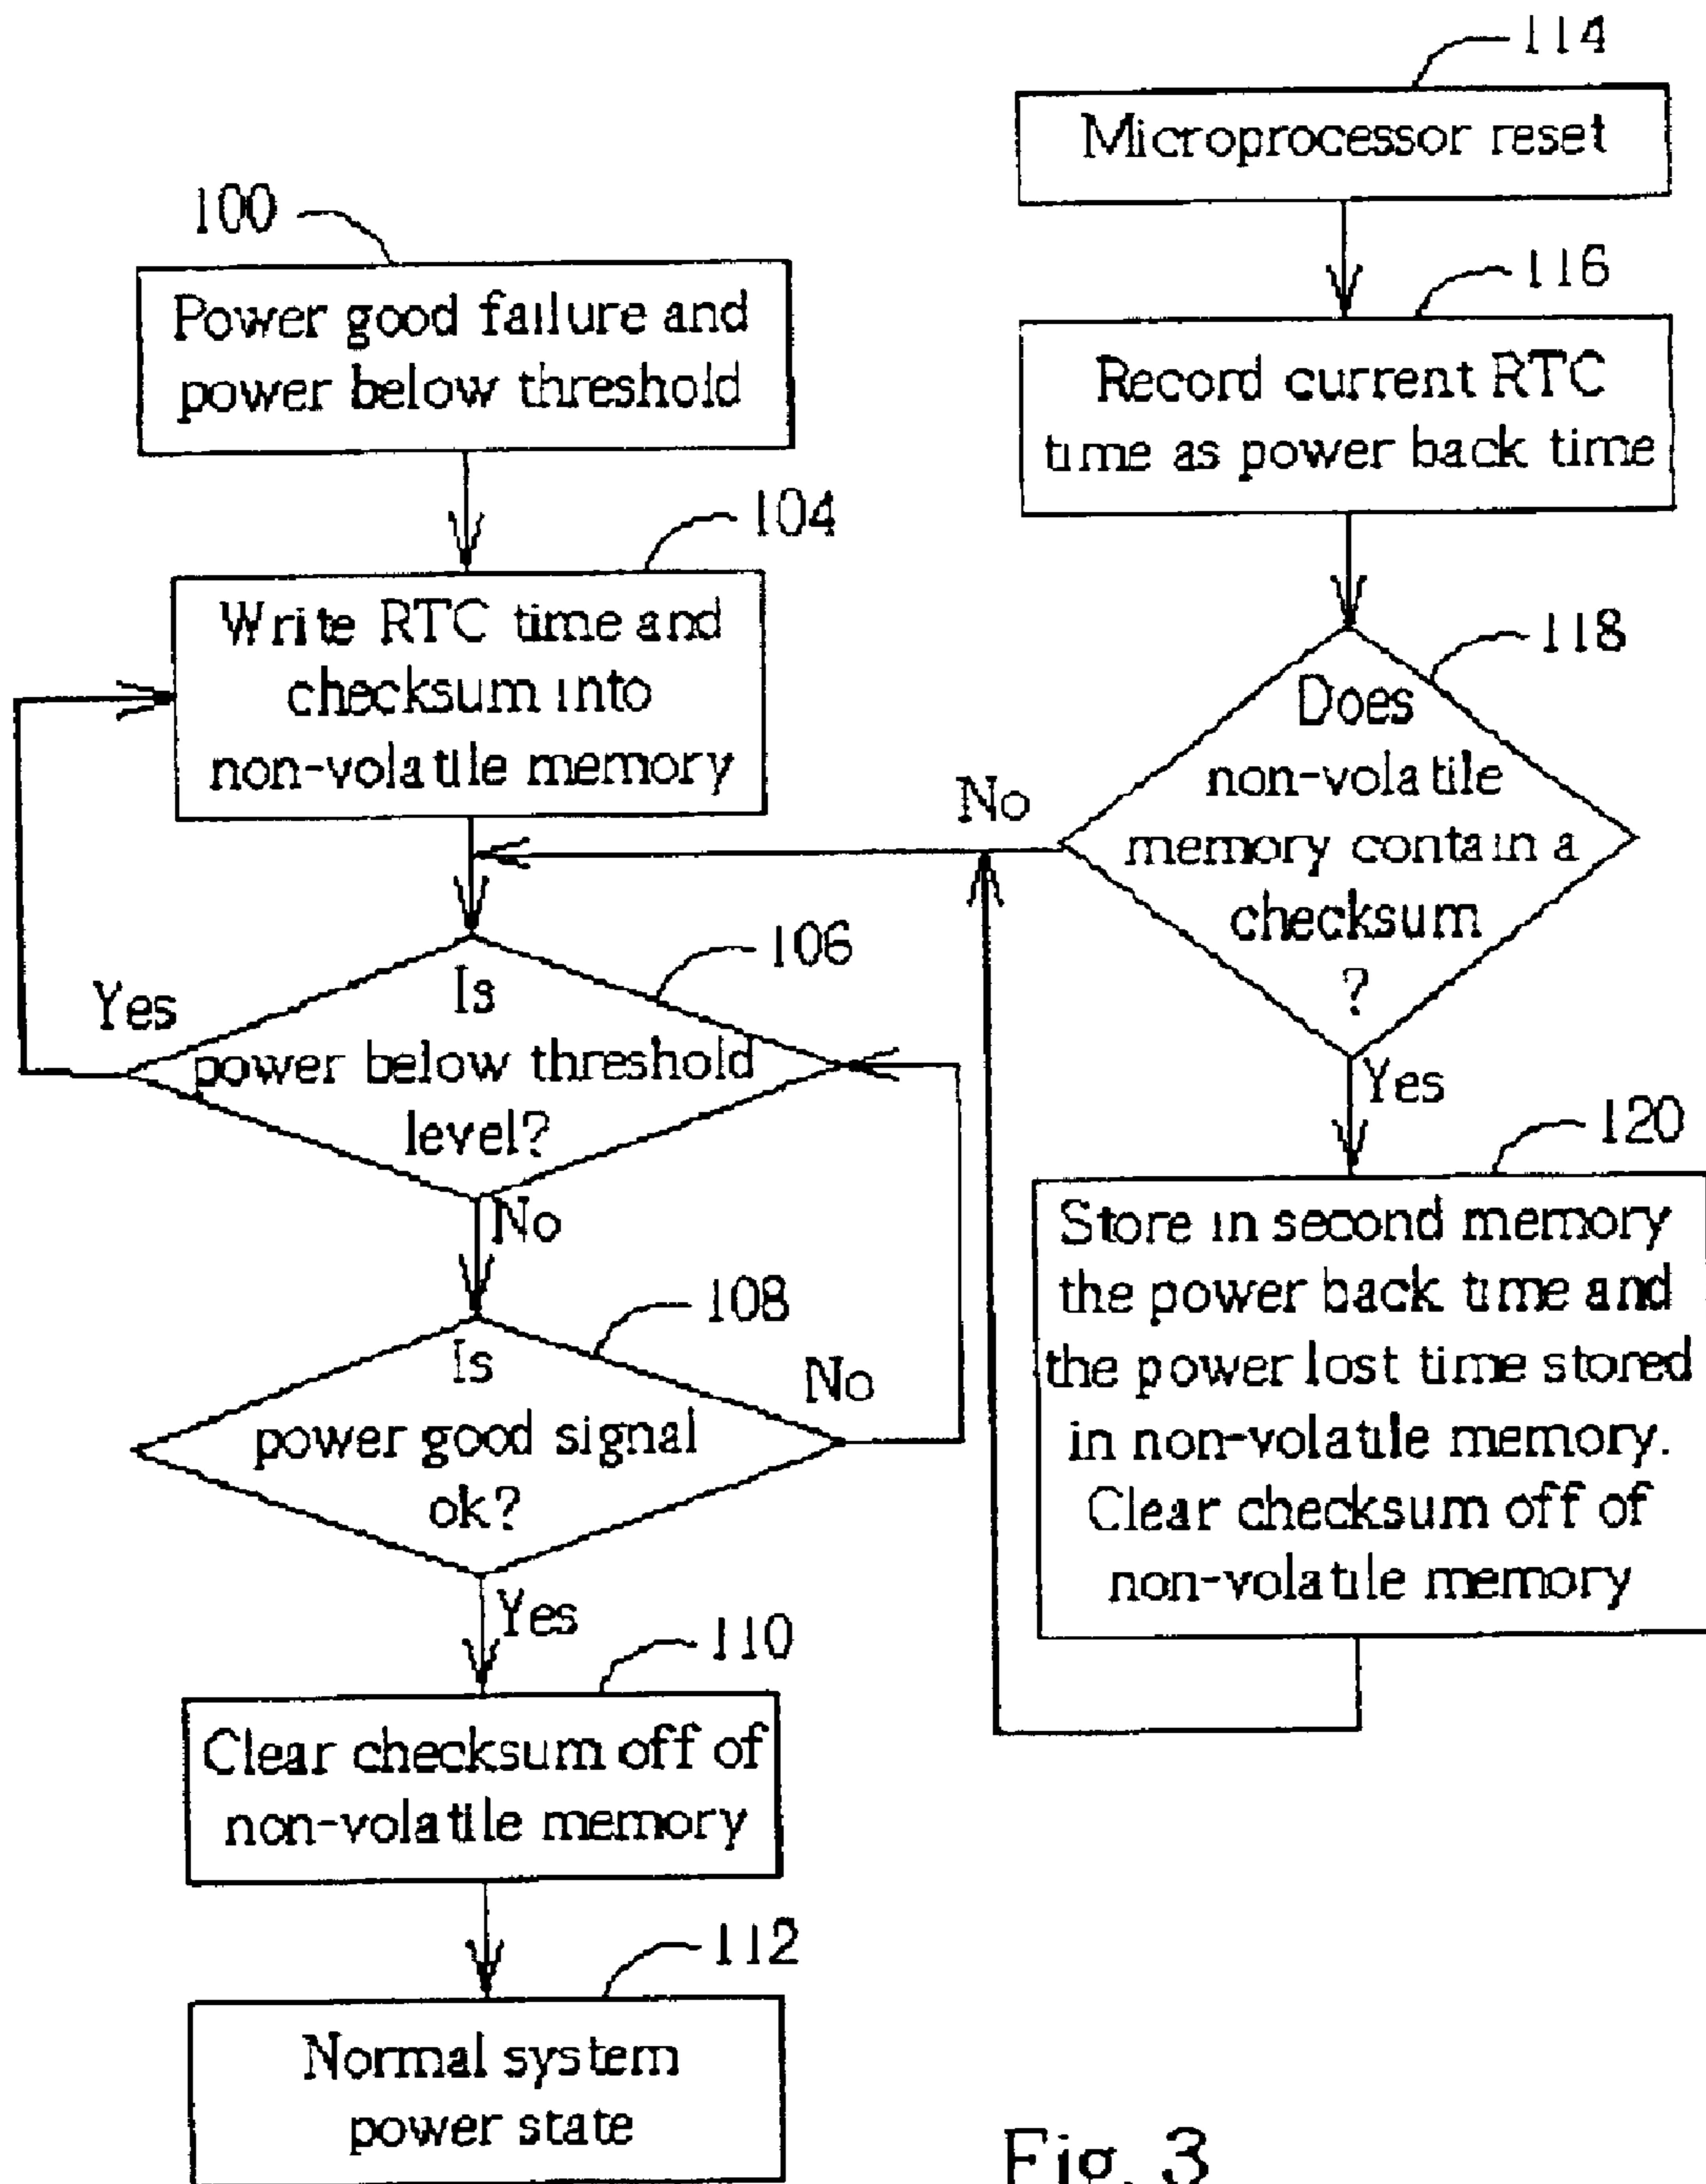 100
Power good failure and
power below threshold
104
Write RTC time and
checksum into
non-volatile memory
106
Is
power below threshold
level?
Yes
No
108
Is
power good signal
ok?
No
Yes
110
Clear checksum off of
non-volatile memory
112
Normal system
power state
114
Microprocessor reset
116
Record current RTC
time as power back time
118
Does
non-volatile
memory contain a
checksum
?
No
Yes
120
Store in second memory
the power back time and
the power lost time stored
in non-volatile memory.
Clear checksum off of
non-volatile memory
Fig. 3